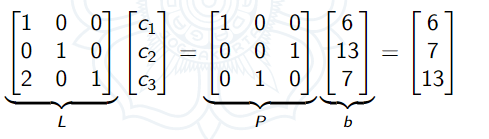 [1 0 0] [c₁] = [1 0 0] [6] = [6]
[0 1 0] [c₂] [0 0 1] [13] [7]
[2 0 1] [c₃] [0 1 0] [7] [13]
L P b